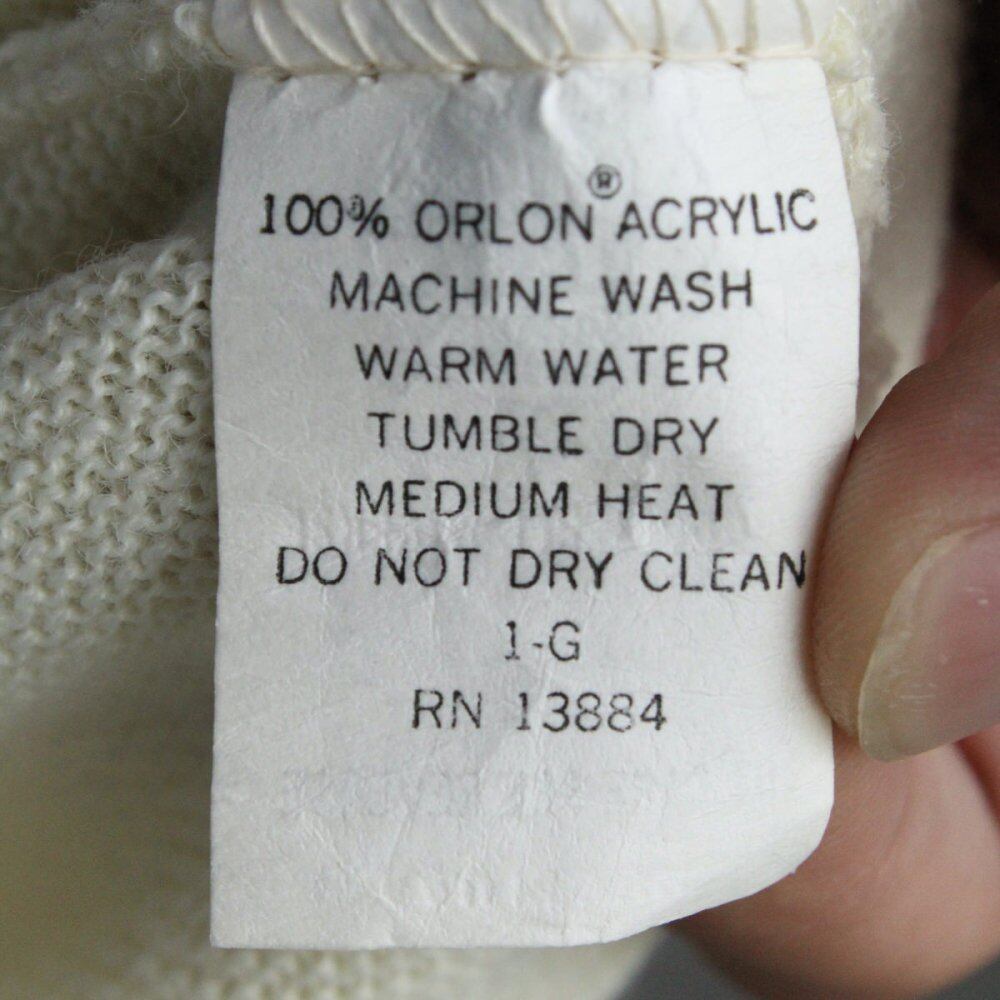 100% ORLON® ACRYLIC
MACHINE WASH
WARM WATER
TUMBLE DRY
MEDIUM HEAT
DO NOT DRY CLEAN
1-G
RN 13884